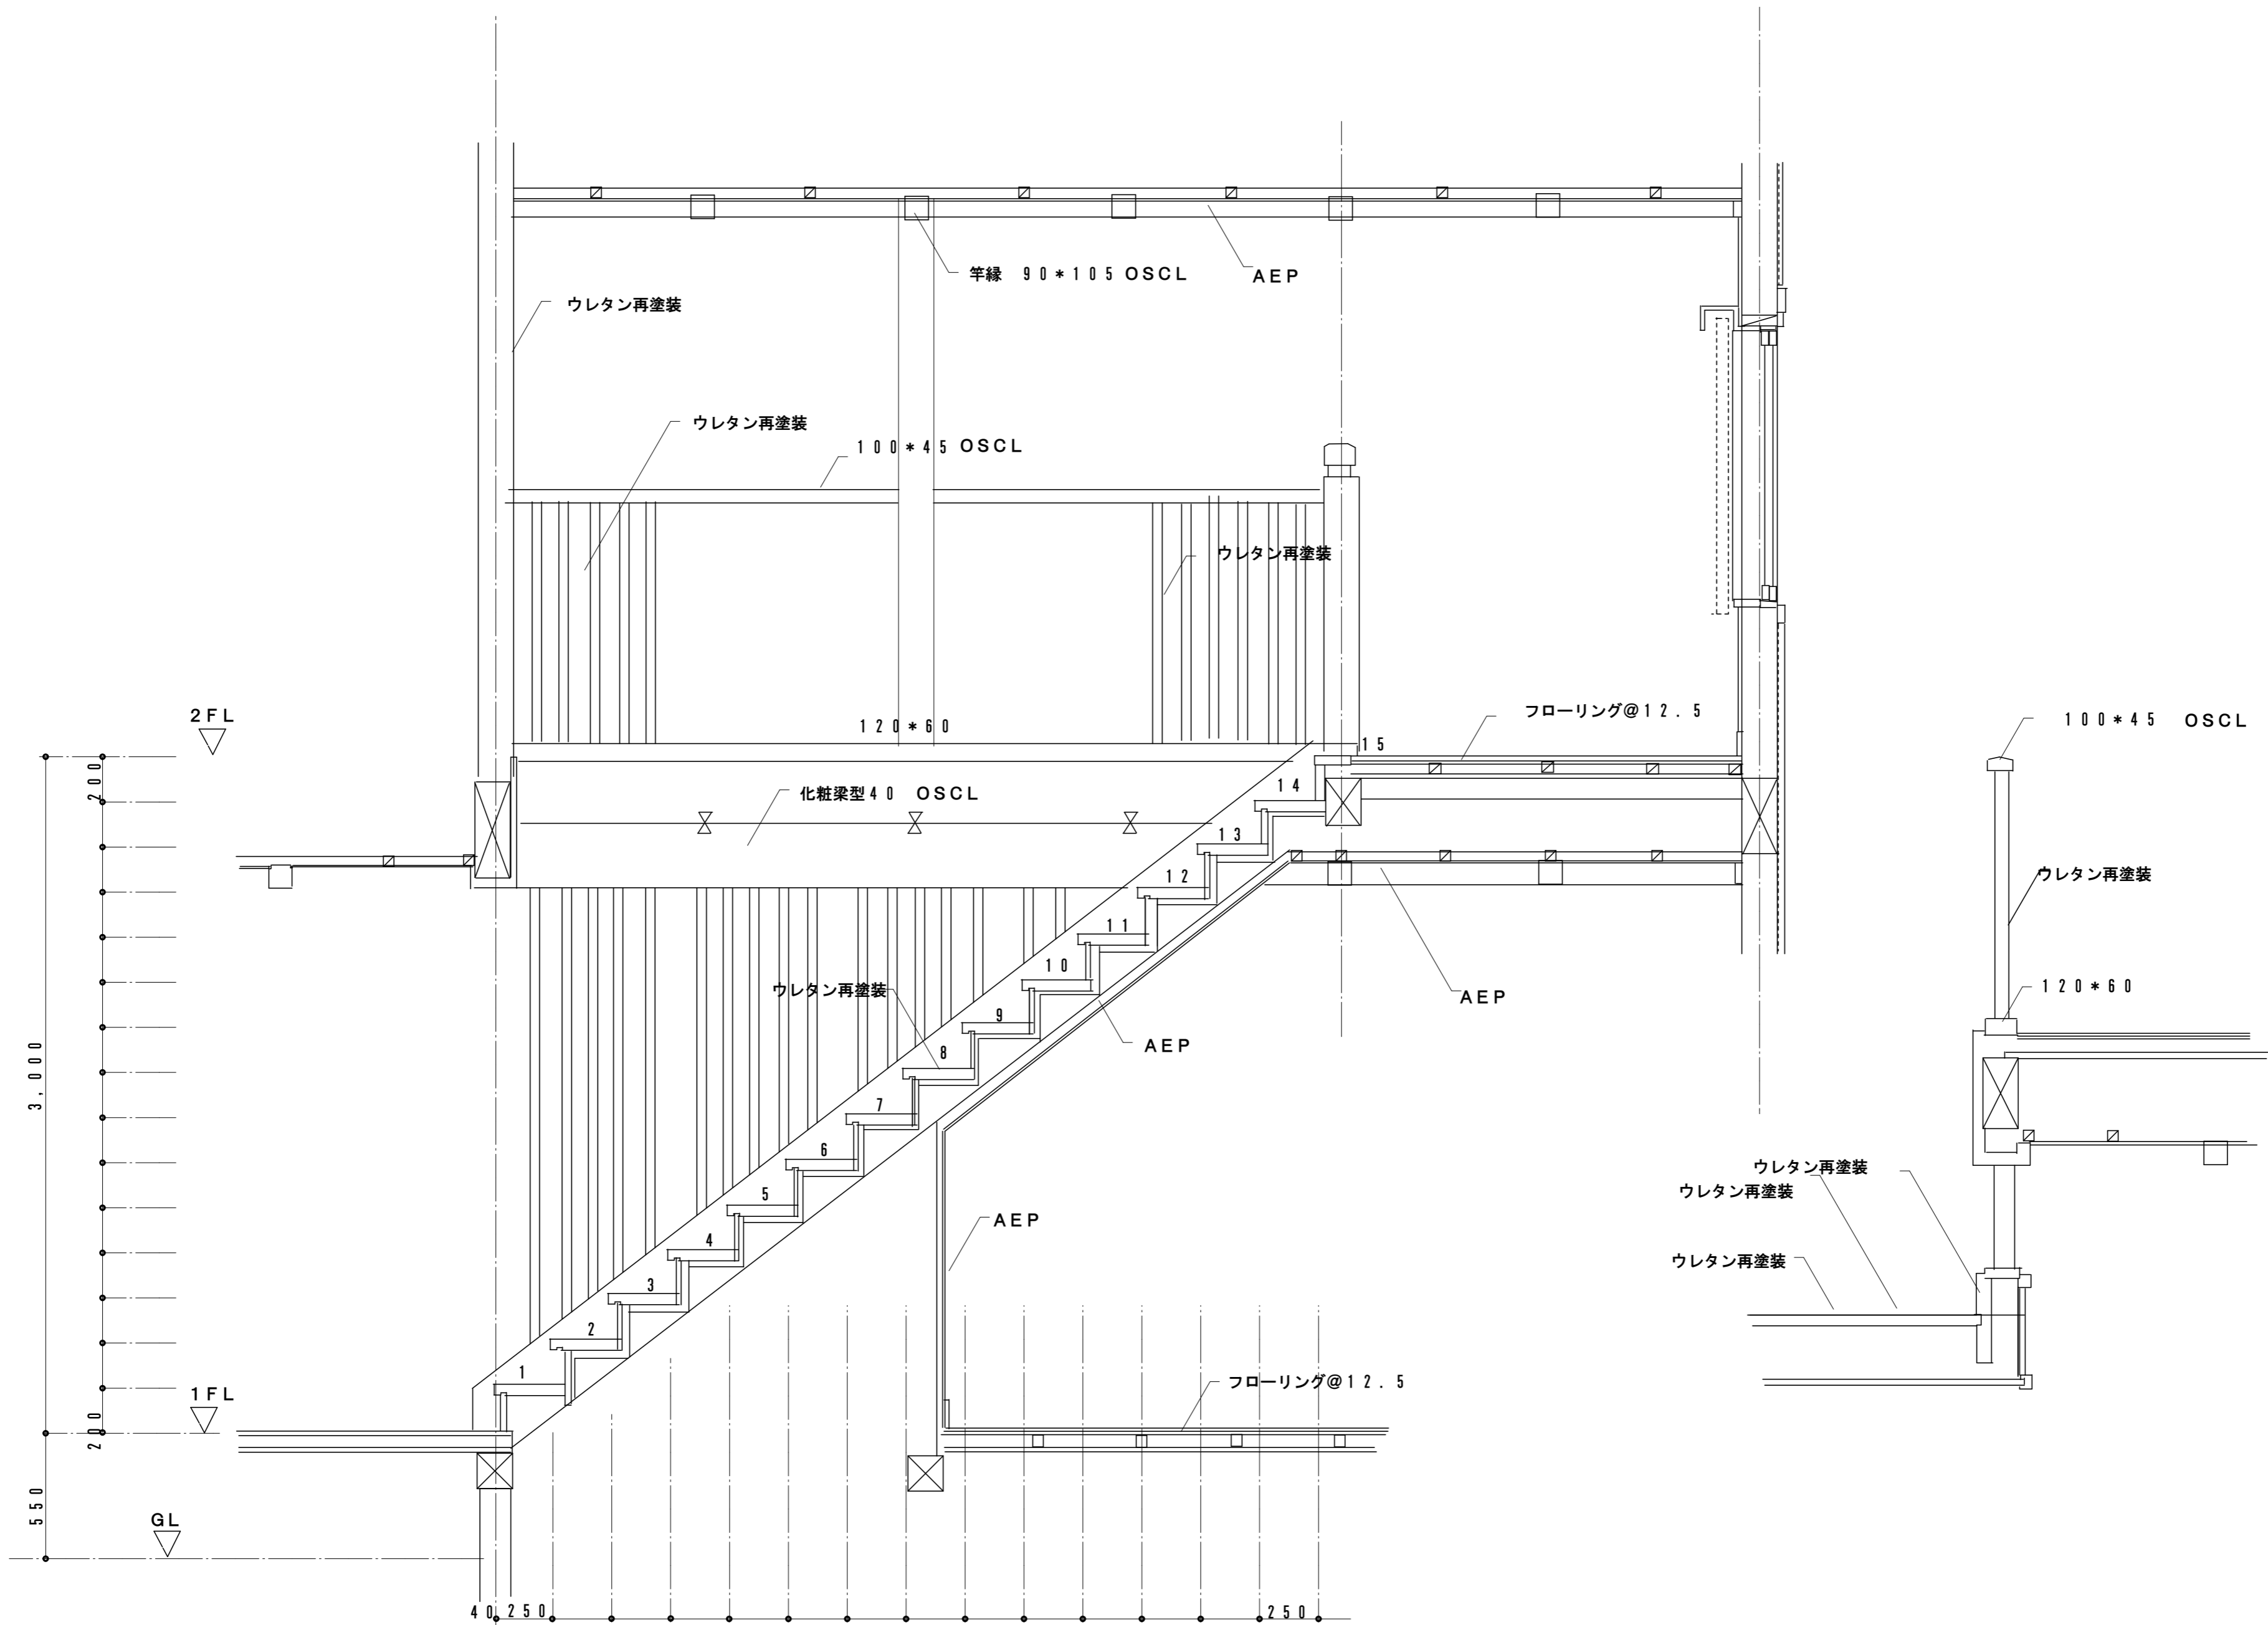 竿縁 90*105 OSCL
AEP
ウレタン再塗装
ウレタン再塗装
100*45 OSCL
ウレタン再塗装
2FL
120*60
フローリング@12.5
100*45 OSCL
15
200
14
化粧梁型40 OSCL
13
12
ウレタン再塗装
11
10
ウレタン再塗装
AEP
120*60
9
AEP
8
3,000
7
6
ウレタン再塗装
ウレタン再塗装
5
AEP
4
ウレタン再塗装
3
2
1
フローリング@12.5
1FL
200
550
GL
40
250
250